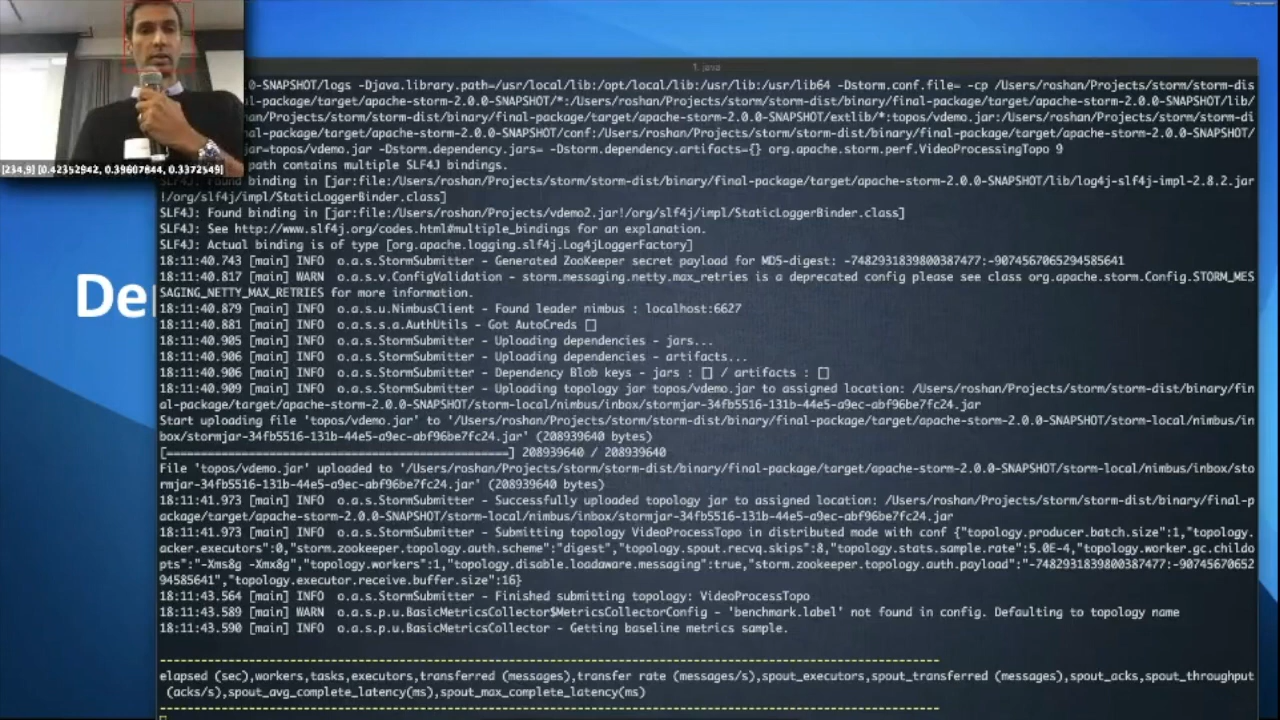 1. java
0-SNAPSHOT/logs -Djava.library.path=/usr/local/lib:/opt/local/lib:/usr/lib:/usr/lib64 -Dstorm.conf.file= -cp /Users/roshan/Projects/storm/storm-dis
al-package/target/apache-storm-2.0.0-SNAPSHOT/*:/Users/roshan/Projects/storm/storm-dist/binary/final-package/target/apache-storm-2.0.0-SNAPSHOT/lib/
/roshan/Projects/storm/storm-dist/binary/final-package/target/apache-storm-2.0.0-SNAPSHOT/extlib/*:topos/vdemo.jar:/Users/roshan/Projects/storm/storm-di
al-package/target/apache-storm-2.0.0-SNAPSHOT/conf:/Users/roshan/Projects/storm/storm-dist/binary/final-package/target/apache-storm-2.0.0-SNAPSHOT/
jar=topos/vdemo.jar -Dstorm.dependency.jars= -Dstorm.dependency.artifacts={} org.apache.storm.perf.VideoProcessingTopo 9
[234,9] [0.42352942, 0.39607844, 0.3372549]
path contains multiple SLF4J bindings.
SLF4J: Found binding in [jar:file:/Users/roshan/Projects/storm/storm-dist/binary/final-package/target/apache-storm-2.0.0-SNAPSHOT/lib/log4j-slf4j-impl-2.8.2.jar
!/org/slf4j/impl/StaticLoggerBinder.class]
SLF4J: Found binding in [jar:file:/Users/roshan/Projects/vdemo2.jar!/org/slf4j/impl/StaticLoggerBinder.class]
SLF4J: See http://www.slf4j.org/codes.html#multiple_bindings for an explanation.
SLF4J: Actual binding is of type [org.apache.logging.slf4j.Log4jLoggerFactory]
18:11:40.743 [main] INFO  o.a.s.StormSubmitter - Generated ZooKeeper secret payload for MD5-digest: -7482931839800387477:-9074567065294585641
18:11:40.817 [main] WARN  o.a.s.v.ConfigValidation - storm.messaging.netty.max_retries is a deprecated config please see class org.apache.storm.Config.STORM_MES
SAGING_NETTY_MAX_RETRIES for more information.
De
18:11:40.879 [main] INFO  o.a.s.u.NimbusClient - Found leader nimbus : localhost:6627
18:11:40.881 [main] INFO  o.a.s.s.a.AuthUtils - Got AutoCreds []
18:11:40.905 [main] INFO  o.a.s.StormSubmitter - Uploading dependencies - jars...
18:11:40.906 [main] INFO  o.a.s.StormSubmitter - Uploading dependencies - artifacts...
18:11:40.906 [main] INFO  o.a.s.StormSubmitter - Dependency Blob keys - jars : [] / artifacts : []
18:11:40.909 [main] INFO  o.a.s.StormSubmitter - Uploading topology jar topos/vdemo.jar to assigned location: /Users/roshan/Projects/storm/storm-dist/binary/fin
al-package/target/apache-storm-2.0.0-SNAPSHOT/storm-local/nimbus/inbox/stormjar-34fb5516-131b-44e5-a9ec-abf96be7fc24.jar
Start uploading file 'topos/vdemo.jar' to '/Users/roshan/Projects/storm/storm-dist/binary/final-package/target/apache-storm-2.0.0-SNAPSHOT/storm-local/nimbus/in
box/stormjar-34fb5516-131b-44e5-a9ec-abf96be7fc24.jar' (208939640 bytes)
[==================================================] 208939640 / 208939640
File 'topos/vdemo.jar' uploaded to '/Users/roshan/Projects/storm/storm-dist/binary/final-package/target/apache-storm-2.0.0-SNAPSHOT/storm-local/nimbus/inbox/sto
rmjar-34fb5516-131b-44e5-a9ec-abf96be7fc24.jar' (208939640 bytes)
18:11:41.973 [main] INFO  o.a.s.StormSubmitter - Successfully uploaded topology jar to assigned location: /Users/roshan/Projects/storm/storm-dist/binary/final-p
ackage/target/apache-storm-2.0.0-SNAPSHOT/storm-local/nimbus/inbox/stormjar-34fb5516-131b-44e5-a9ec-abf96be7fc24.jar
18:11:41.973 [main] INFO  o.a.s.StormSubmitter - Submitting topology VideoProcessTopo in distributed mode with conf {"topology.producer.batch.size":1,"topology.
acker.executors":0,"storm.zookeeper.topology.auth.scheme":"digest","topology.spout.recvq.skips":8,"topology.stats.sample.rate":5.0E-4,"topology.worker.gc.childo
pts":"-Xms8g -Xmx8g","topology.workers":1,"topology.disable.loadaware.messaging":true,"storm.zookeeper.topology.auth.payload":"-7482931839800387477:-90745670652
94585641","topology.executor.receive.buffer.size":16}
18:11:43.564 [main] INFO  o.a.s.StormSubmitter - Finished submitting topology: VideoProcessTopo
18:11:43.589 [main] WARN  o.a.s.p.u.BasicMetricsCollector$MetricsCollectorConfig - 'benchmark.label' not found in config. Defaulting to topology name
18:11:43.590 [main] INFO  o.a.s.p.u.BasicMetricsCollector - Getting baseline metrics sample.
elapsed (sec),workers,tasks,executors,transferred (messages),transfer rate (messages/s),spout_executors,spout_transferred (messages),spout_acks,spout_throughput
(acks/s),spout_avg_complete_latency(ms),spout_max_complete_latency(ms)